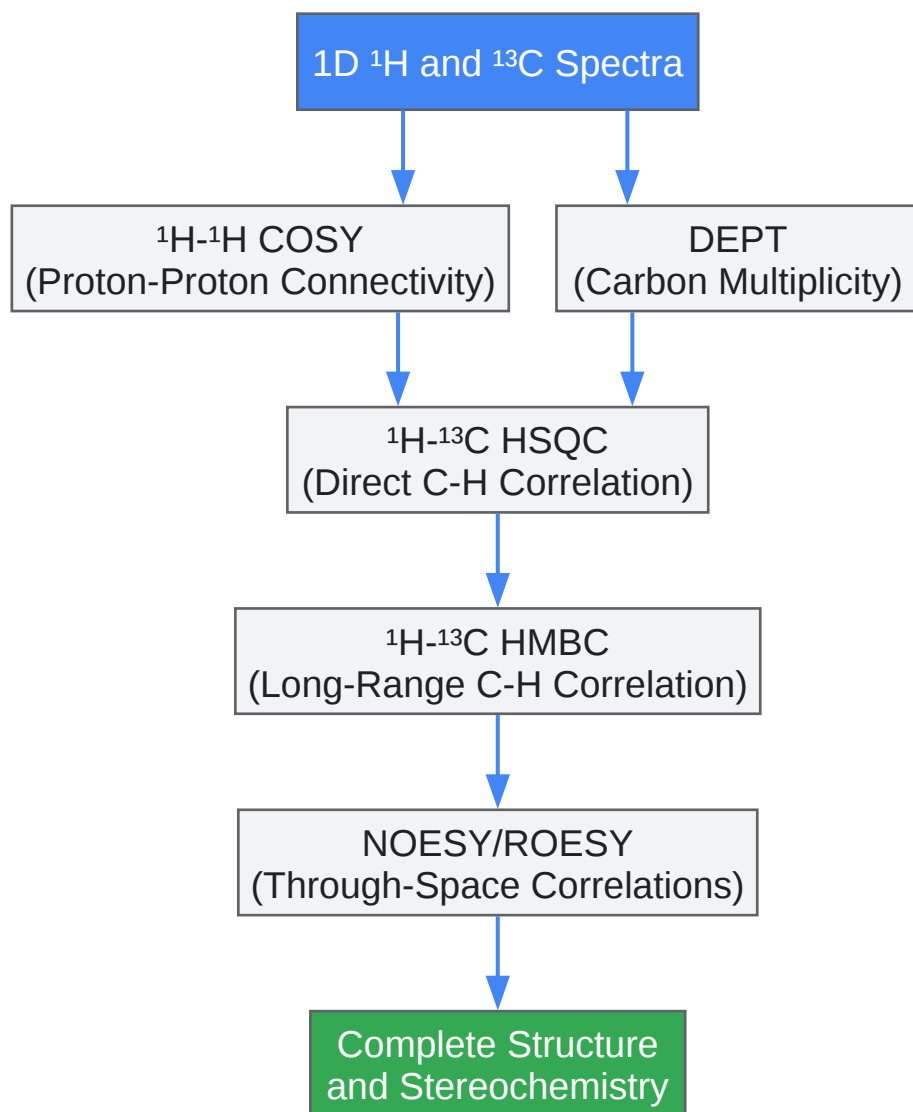 1D ¹H and ¹³C Spectra
¹H-¹H COSY
(Proton-Proton Connectivity)
DEPT
(Carbon Multiplicity)
¹H-¹³C HSQC
(Direct C-H Correlation)
¹H-¹³C HMBC
(Long-Range C-H Correlation)
NOESY/ROESY
(Through-Space Correlations)
Complete Structure
and Stereochemistry